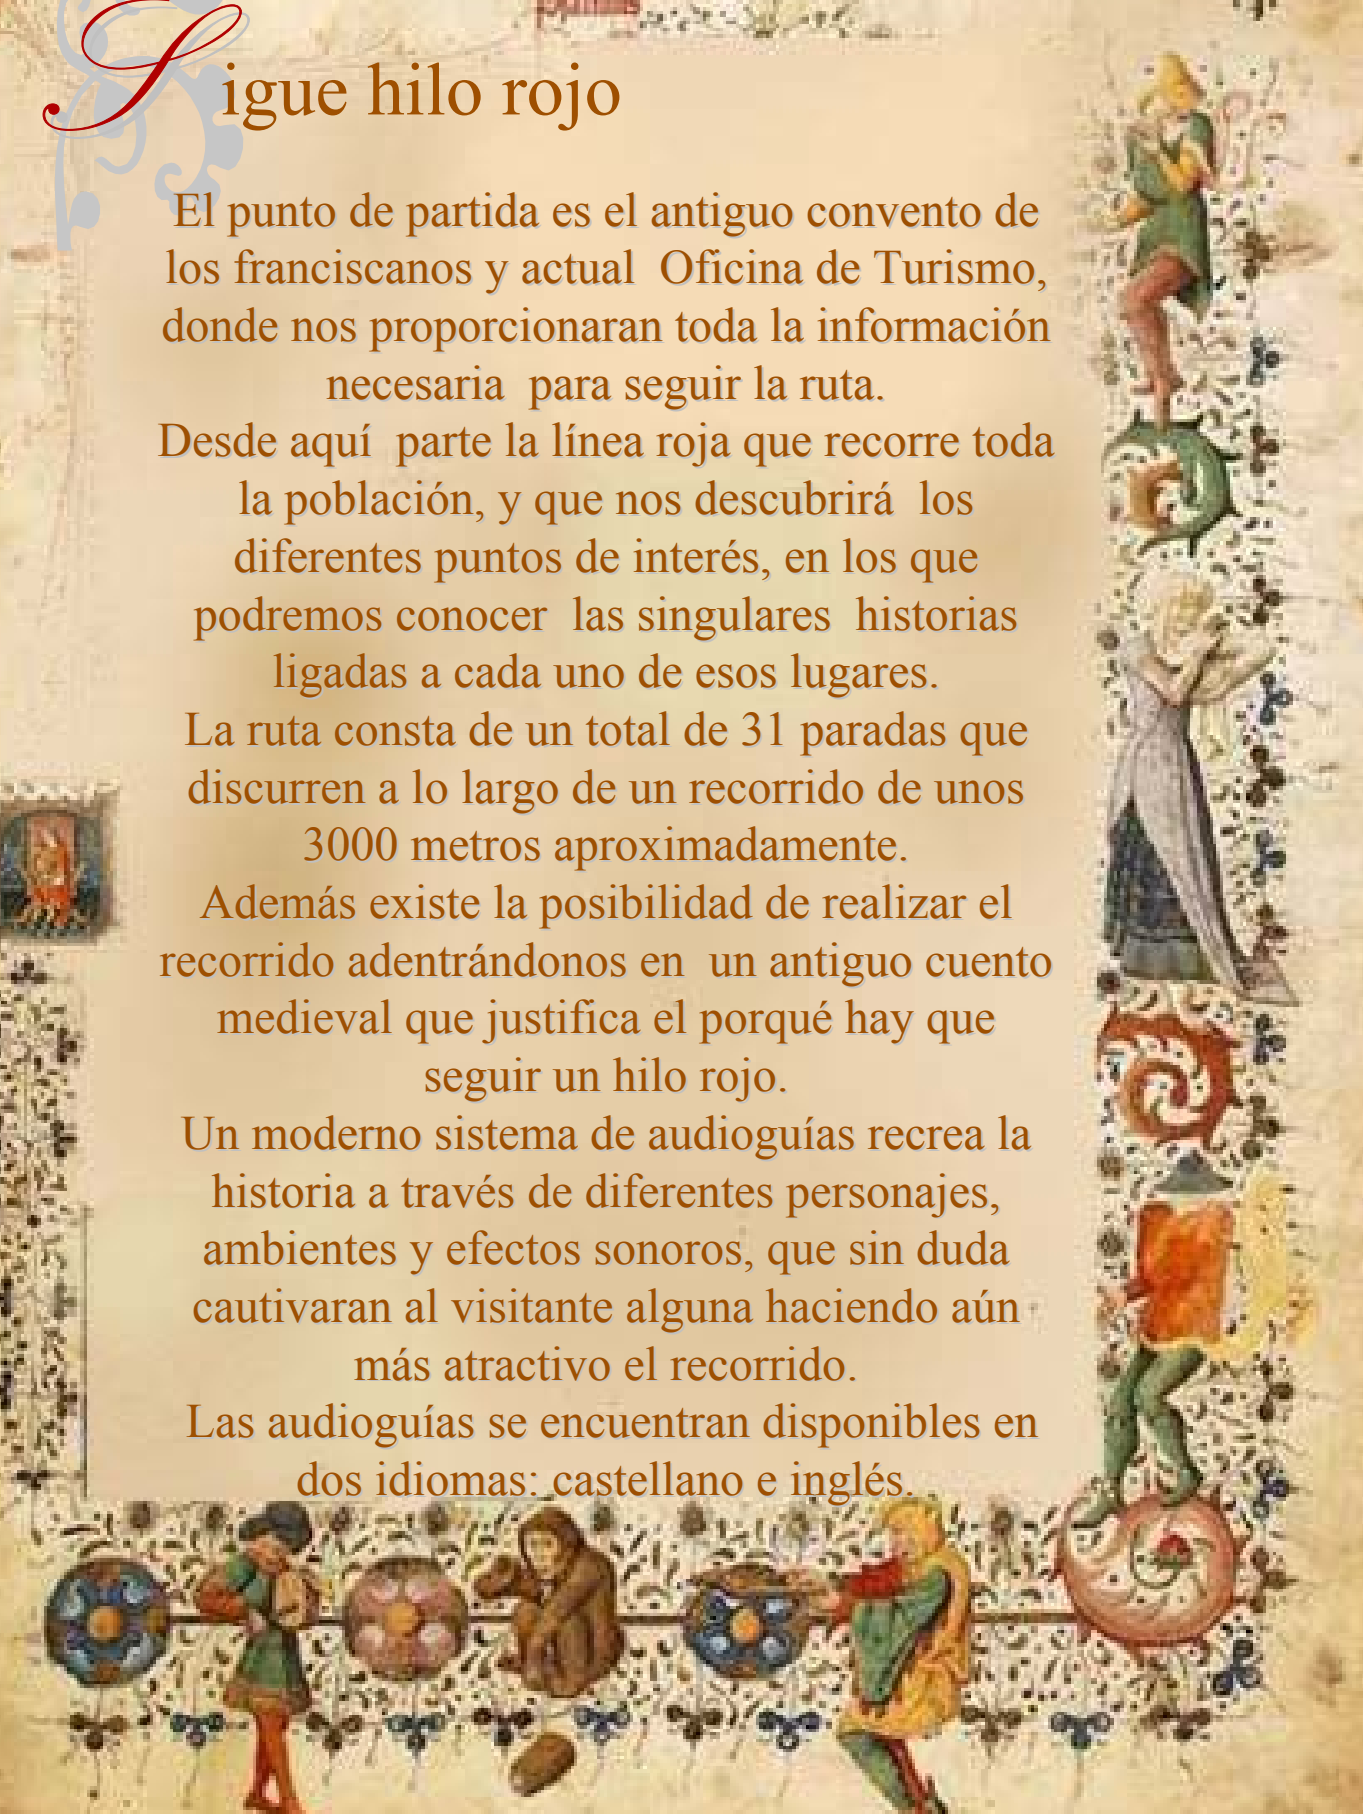 Sigue hilo rojo
El punto de partida es el antiguo convento de
los franciscanos y actual Oficina de Turismo,
donde nos proporcionaran toda la información
necesaria para seguir la ruta.
Desde aquí parte la línea roja que recorre toda
la población, y que nos descubrirá los
diferentes puntos de interés, en los que
podremos conocer las singulares historias
ligadas a cada uno de esos lugares.
La ruta consta de un total de 31 paradas que
discurren a lo largo de un recorrido de unos
3000 metros aproximadamente.
Además existe la posibilidad de realizar el
recorrido adentrándonos en un antiguo cuento
medieval que justifica el porqué hay que
seguir un hilo rojo.
Un moderno sistema de audioguías recrea la
historia a través de diferentes personajes,
ambientes y efectos sonoros, que sin duda
cautivaran al visitante alguna haciendo aún
más atractivo el recorrido.
Las audioguías se encuentran disponibles en
dos idiomas: castellano e inglés.